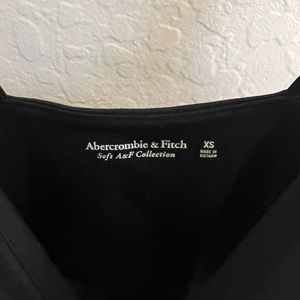 Abercrombie & Fitch
Soft A&F Collection
XS
MADE IN
VIETNAM